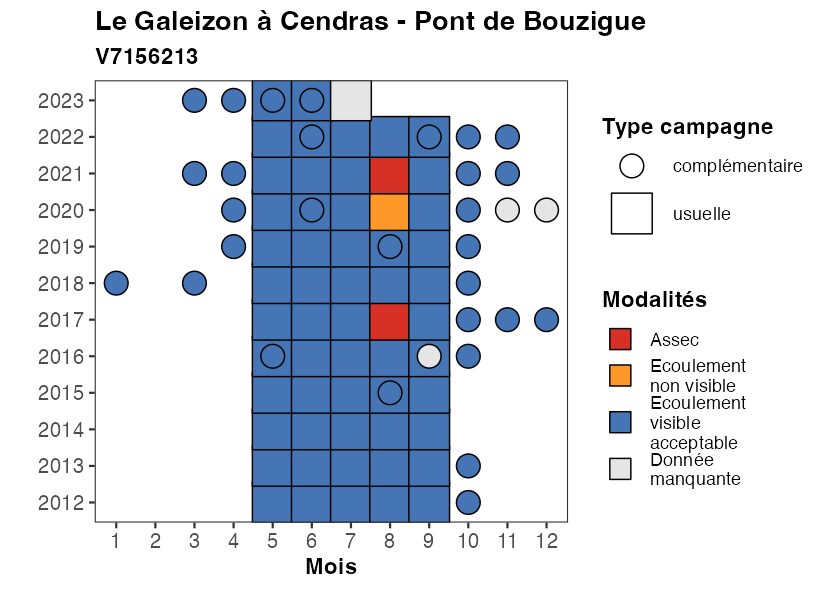 Le Galeizon à Cendras - Pont de Bouzigue
V7156213
2023
2022
2021
2020
2019
2018
2017
2016
2015
2014
2013
2012
1 2 3 4 5 6 7 8 9 10 11 12
Mois
Type campagne
complémentaire
usuelle
Modalités
Assec
Ecoulement
non visible
Ecoulement
visible
acceptable
Donnée
manquante